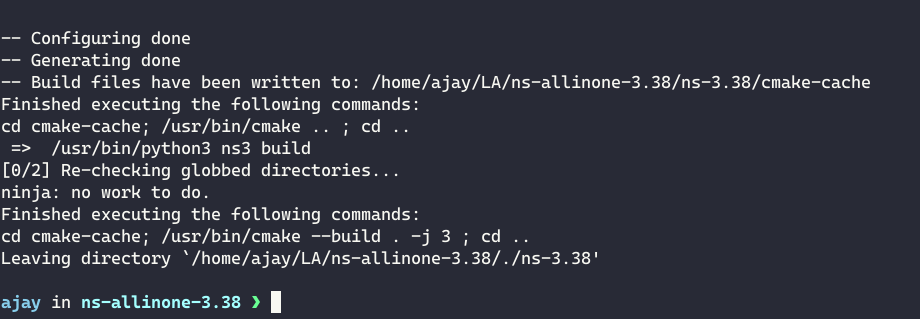 -- Configuring done
-- Generating done
-- Build files have been written to: /home/ajay/LA/ns-allinone-3.38/ns-3.38/cmake-cache
Finished executing the following commands:
cd cmake-cache; /usr/bin/cmake .. ; cd ..
 =>  /usr/bin/python3 ns3 build
[0/2] Re-checking globbed directories...
ninja: no work to do.
Finished executing the following commands:
cd cmake-cache; /usr/bin/cmake --build . -j 3 ; cd ..
Leaving directory `/home/ajay/LA/ns-allinone-3.38/./ns-3.38'
ajay in ns-allinone-3.38 ❯